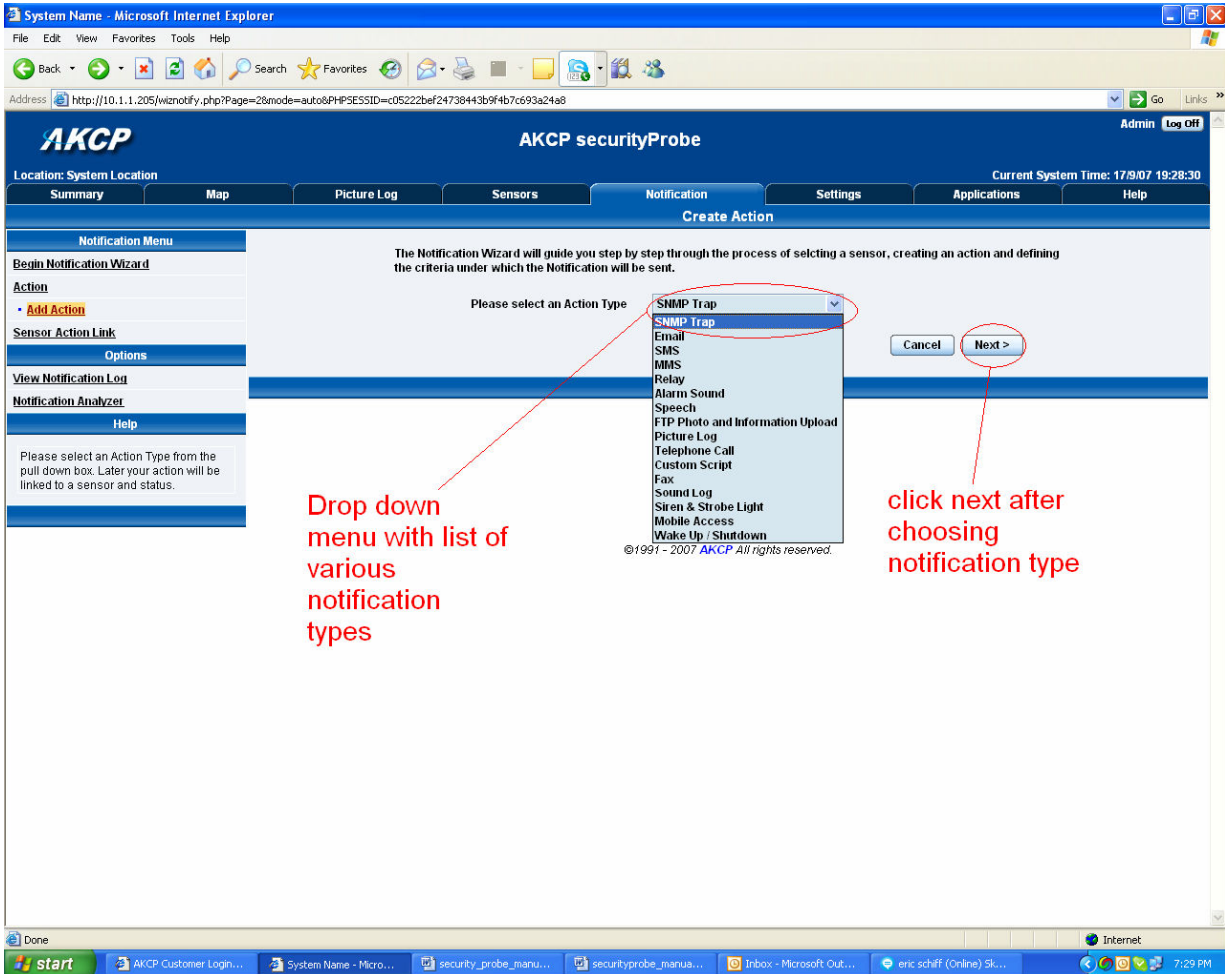 System Name - Microsoft Internet Explorer
File Edit View Favorites Tools Help
Back Search Favorites
Address http://10.1.1.205/wiznotify.php?Page=2&mode=auto&PHPSESSID=c05222bef24738443b9f4b7c693a24a8 Go Links »
Admin Log Off
AKCP AKCP securityProbe
Location: System Location Current System Time: 17/9/07 19:28:30
Summary Map Picture Log Sensors Notification Settings Applications Help
Create Action
Notification Menu
Begin Notification Wizard
Action
Add Action
Sensor Action Link
Options
View Notification Log
Notification Analyzer
Help
Please select an Action Type from the
pull down box. Later your action will be
linked to a sensor and status.
The Notification Wizard will guide you step by step through the process of selcting a sensor, creating an action and defining
the criteria under which the Notification will be sent.
Please select an Action Type SNMP Trap
SNMP Trap
Email
SMS
MMS
Relay
Alarm Sound
Speech
FTP Photo and Information Upload
Picture Log
Telephone Call
Custom Script
Fax
Sound Log
Siren & Strobe Light
Mobile Access
Wake Up / Shutdown
Cancel Next >
©1991 - 2007 AKCP All rights reserved.
Drop down
menu with list of
various
notification
types
click next after
choosing
notification type
Done Internet
start AKCP Customer Login... System Name - Micro... security_probe_manu... securityprobe_manua... Inbox - Microsoft Out... eric schiff (Online) Sk... 7:29 PM